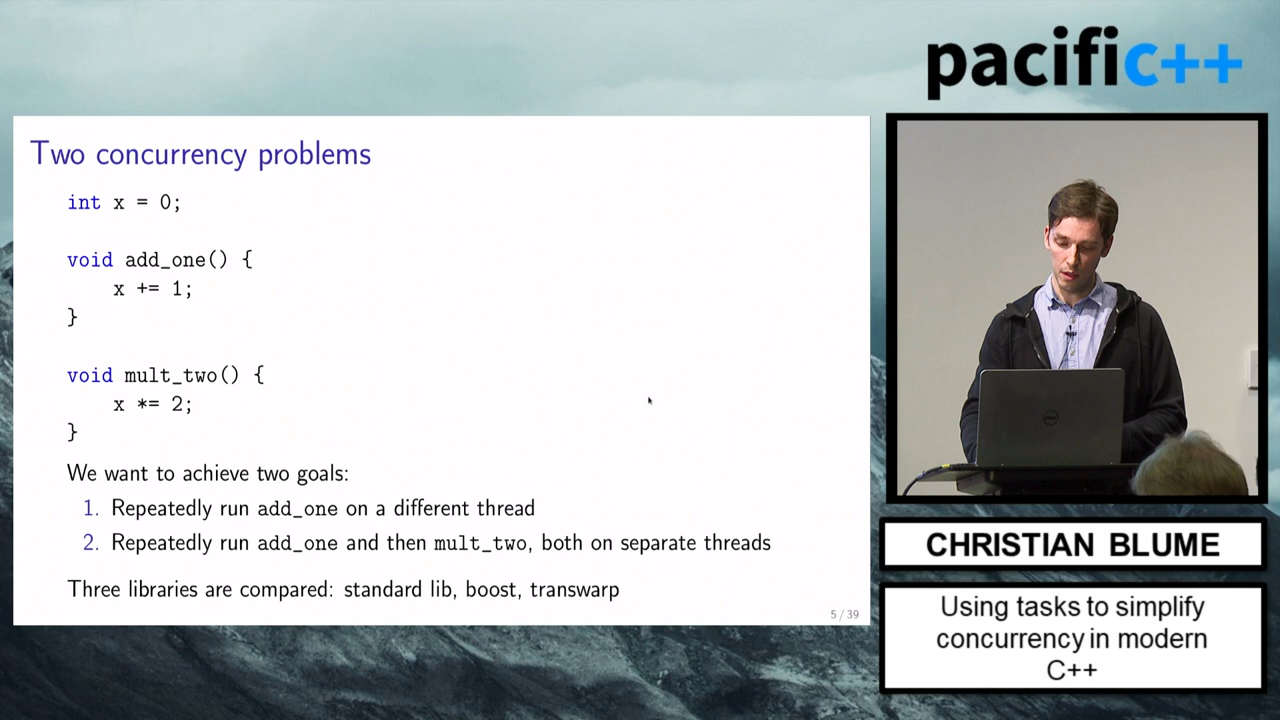 pacific++
Two concurrency problems
int x = 0;
void add_one() {
x += 1;
}
void mult_two() {
x *= 2;
}
We want to achieve two goals:
1. Repeatedly run add_one on a different thread
2. Repeatedly run add_one and then mult_two, both on separate threads
Three libraries are compared: standard lib, boost, transwarp
5 / 39
DELL
CHRISTIAN BLUME
Using tasks to simplify
concurrency in modern
C++